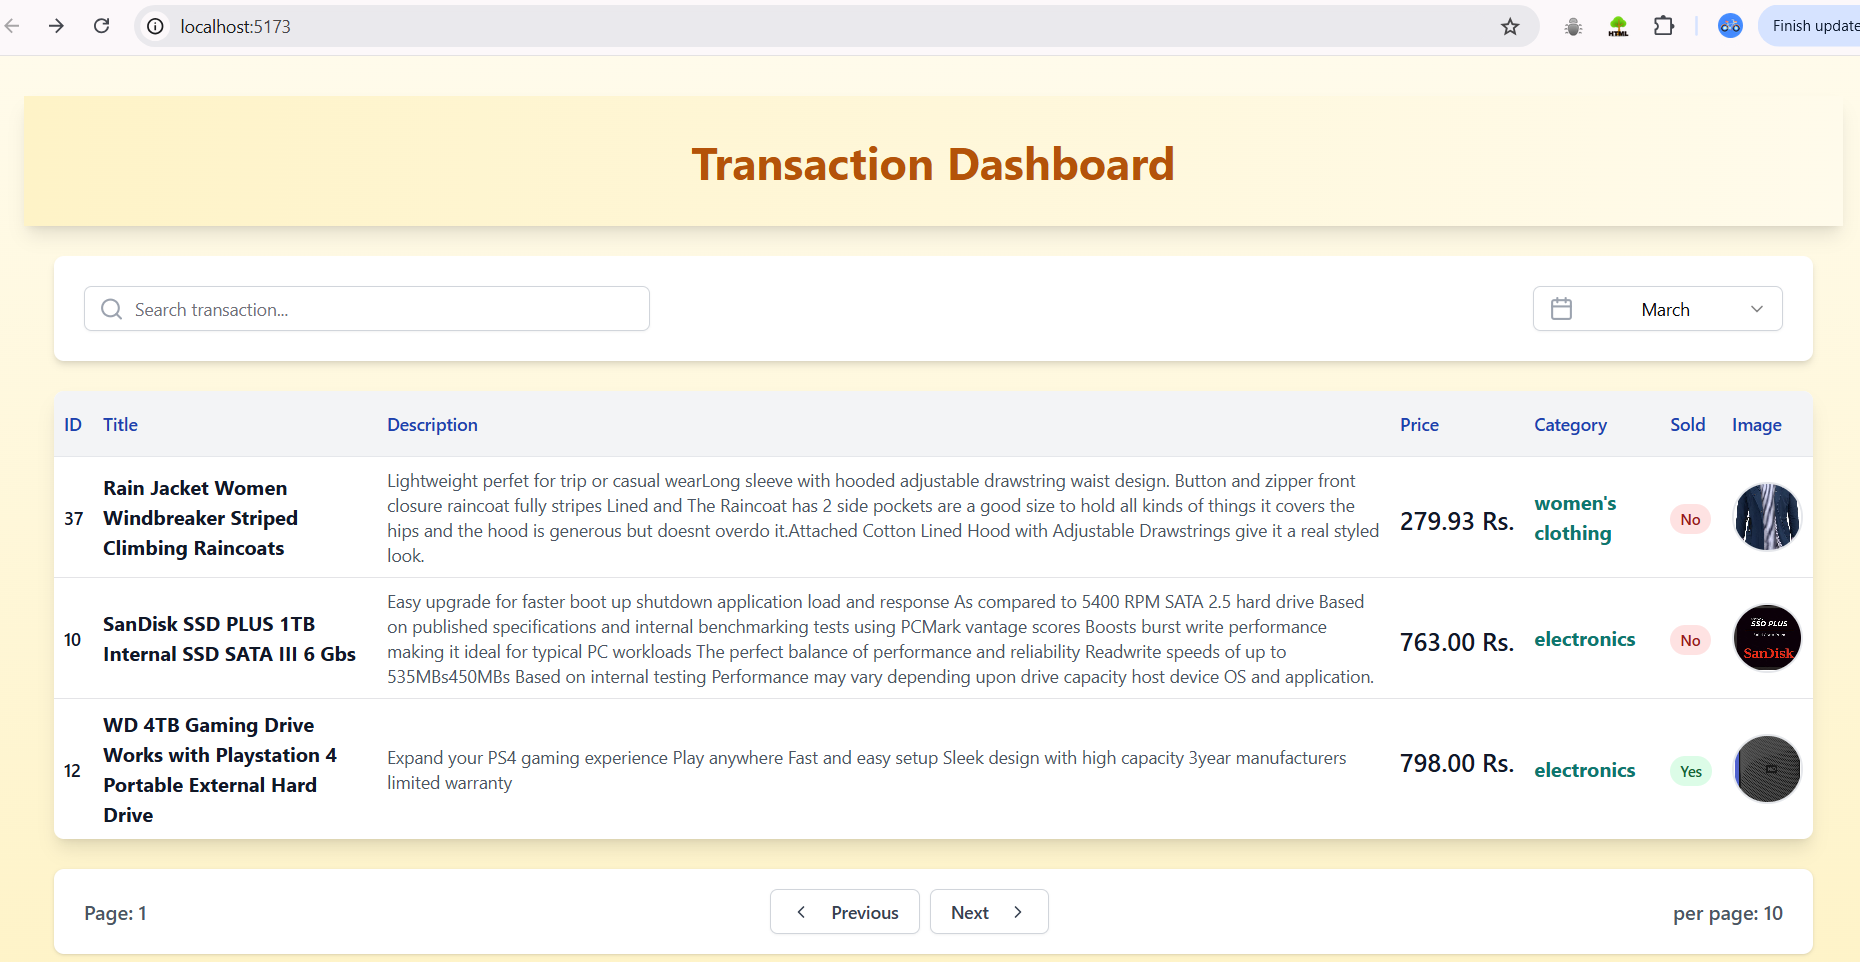 localhost:5173
Finish update
Transaction Dashboard
Search transaction...
March
ID Title Description Price Category Sold Image
37
Rain Jacket Women
Windbreaker Striped
Climbing Raincoats
Lightweight perfet for trip or casual wearLong sleeve with hooded adjustable drawstring waist design. Button and zipper front
closure raincoat fully stripes Lined and The Raincoat has 2 side pockets are a good size to hold all kinds of things it covers the
hips and the hood is generous but doesnt overdo it.Attached Cotton Lined Hood with Adjustable Drawstrings give it a real styled
look.
279.93 Rs.
women's
clothing
No
10
SanDisk SSD PLUS 1TB
Internal SSD SATA III 6 Gbs
Easy upgrade for faster boot up shutdown application load and response As compared to 5400 RPM SATA 2.5 hard drive Based
on published specifications and internal benchmarking tests using PCMark vantage scores Boosts burst write performance
making it ideal for typical PC workloads The perfect balance of performance and reliability Readwrite speeds of up to
535MBs450MBs Based on internal testing Performance may vary depending upon drive capacity host device OS and application.
763.00 Rs.
electronics
No
SSD PLUS
SanDisk
12
WD 4TB Gaming Drive
Works with Playstation 4
Portable External Hard
Drive
Expand your PS4 gaming experience Play anywhere Fast and easy setup Sleek design with high capacity 3year manufacturers
limited warranty
798.00 Rs.
electronics
Yes
Page: 1
Previous
Next
per page: 10
HTML